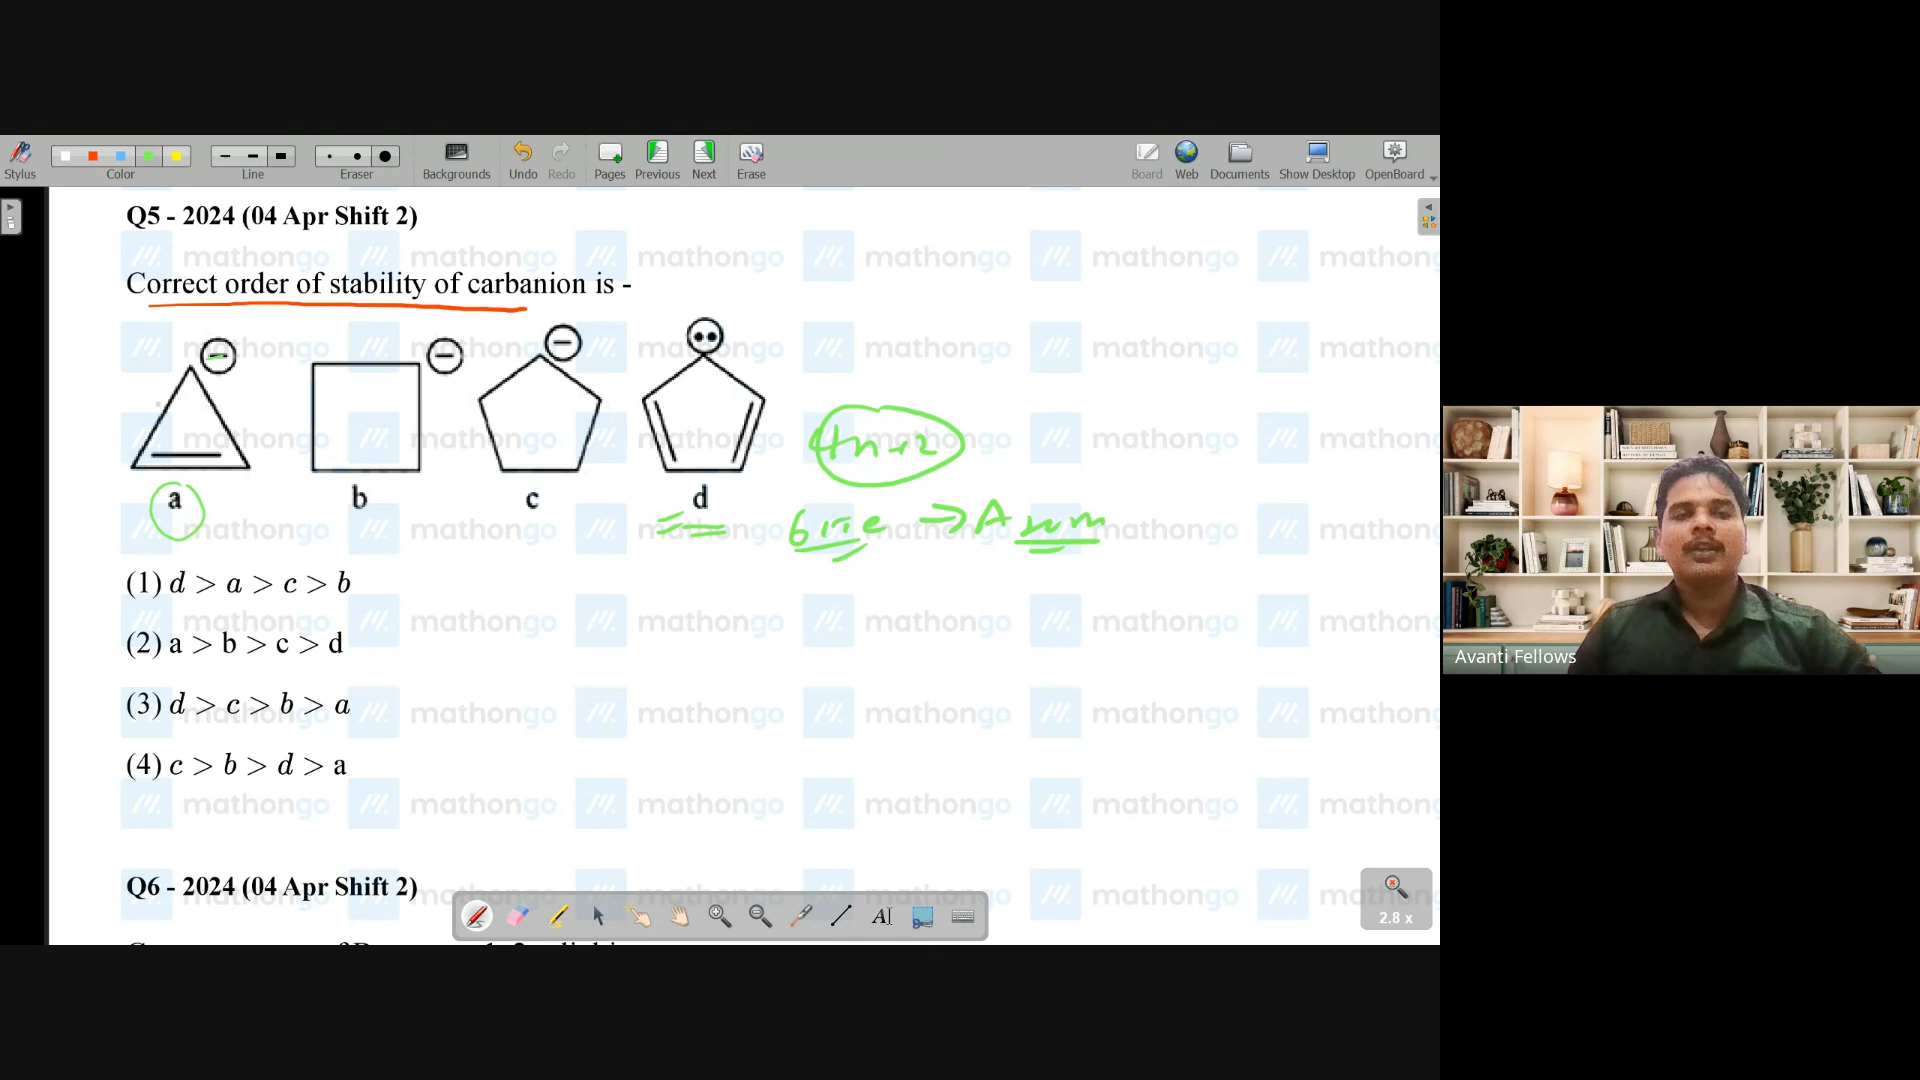 Stylus
Color
Line
Eraser
Backgrounds
Undo
Redo
Pages
Previous
Next
Erase
Board
Web
Documents
Show Desktop
OpenBoard
Q5 - 2024 (04 Apr Shift 2)
Correct order of stability of carbanion is -
a
b
c
d
4n+2
6πe → Arom
(1) d > a > c > b
(2) a > b > c > d
(3) d > c > b > a
(4) c > b > d > a
Q6 - 2024 (04 Apr Shift 2)
2.8 x
mathongo
Avanti Fellows